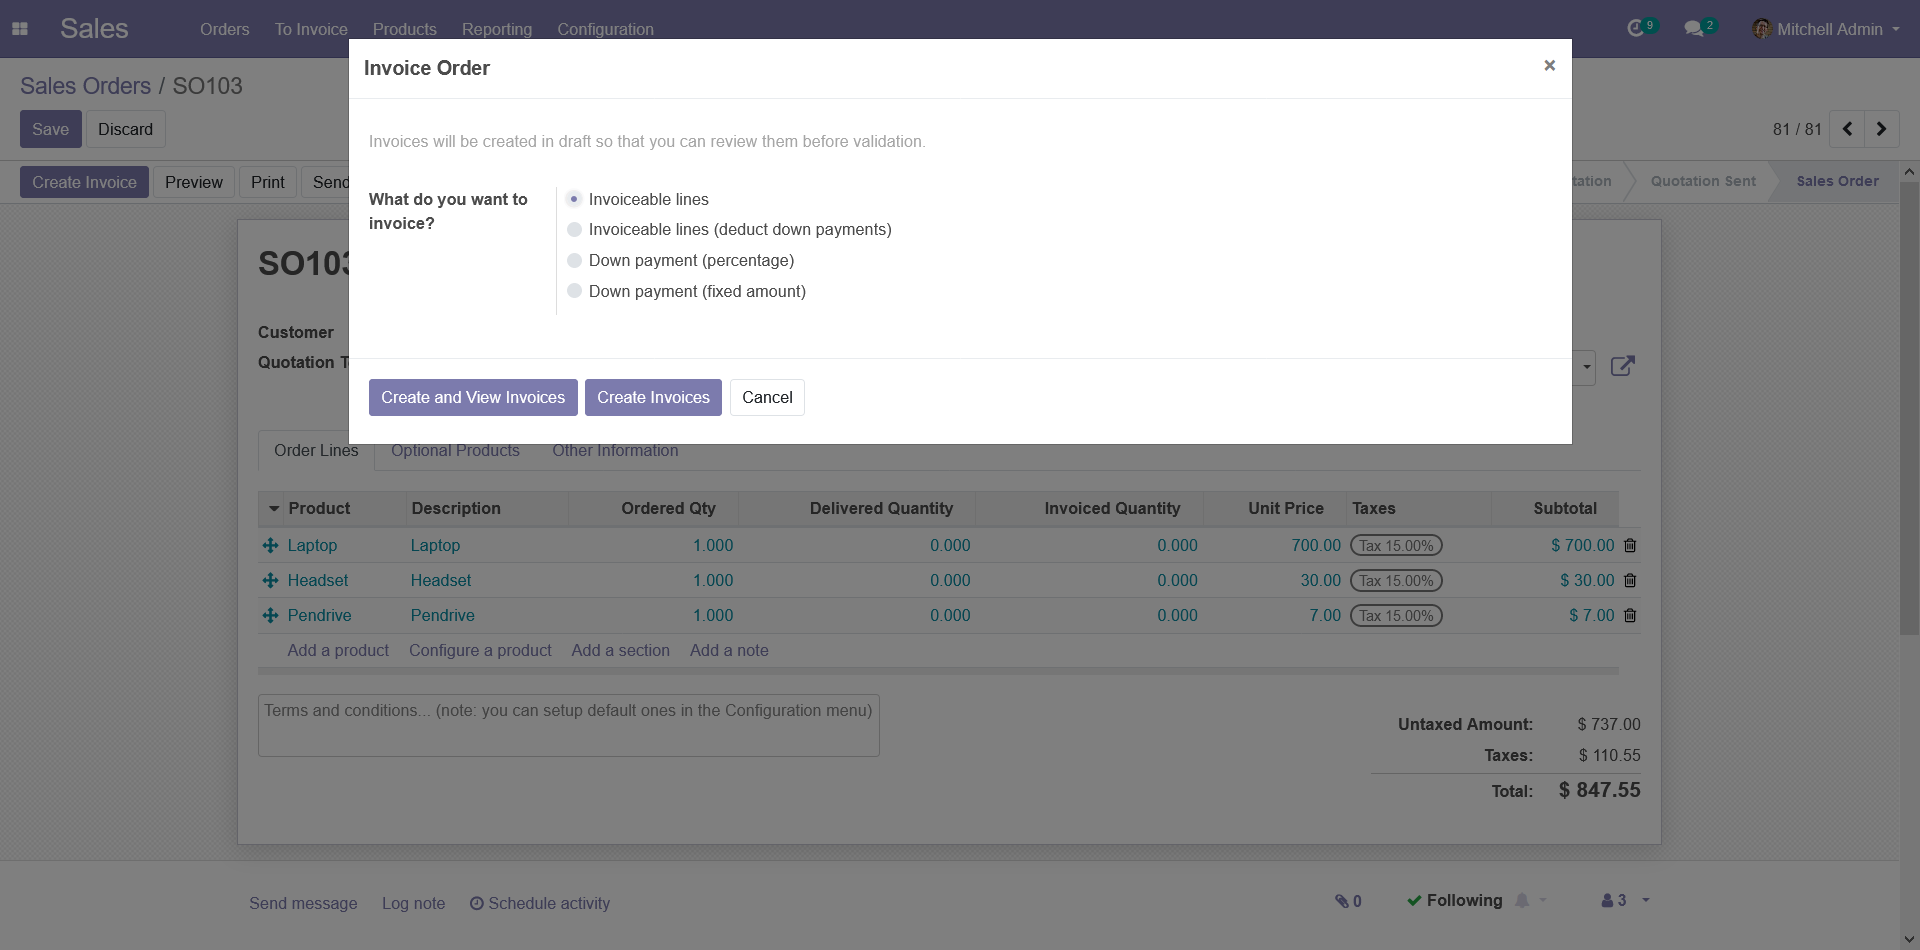 Sales Orders To Invoice Products Reporting Configuration 9 2 Mitchell Admin
Sales Orders / SO103
Save Discard 81 / 81
Create Invoice Preview Print Send tation Quotation Sent Sales Order
Invoice Order ×
Invoices will be created in draft so that you can review them before validation.
What do you want to invoice?
Invoiceable lines
Invoiceable lines (deduct down payments)
Down payment (percentage)
Down payment (fixed amount)
Create and View Invoices Create Invoices Cancel
SO103
Customer
Quotation T
Order Lines Optional Products Other Information
Product Description Ordered Qty Delivered Quantity Invoiced Quantity Unit Price Taxes Subtotal
Laptop Laptop 1.000 0.000 0.000 700.00 Tax 15.00% $ 700.00
Headset Headset 1.000 0.000 0.000 30.00 Tax 15.00% $ 30.00
Pendrive Pendrive 1.000 0.000 0.000 7.00 Tax 15.00% $ 7.00
Add a product Configure a product Add a section Add a note
Terms and conditions... (note: you can setup default ones in the Configuration menu)
Untaxed Amount: $ 737.00
Taxes: $ 110.55
Total: $ 847.55
Send message Log note Schedule activity 0 Following 3